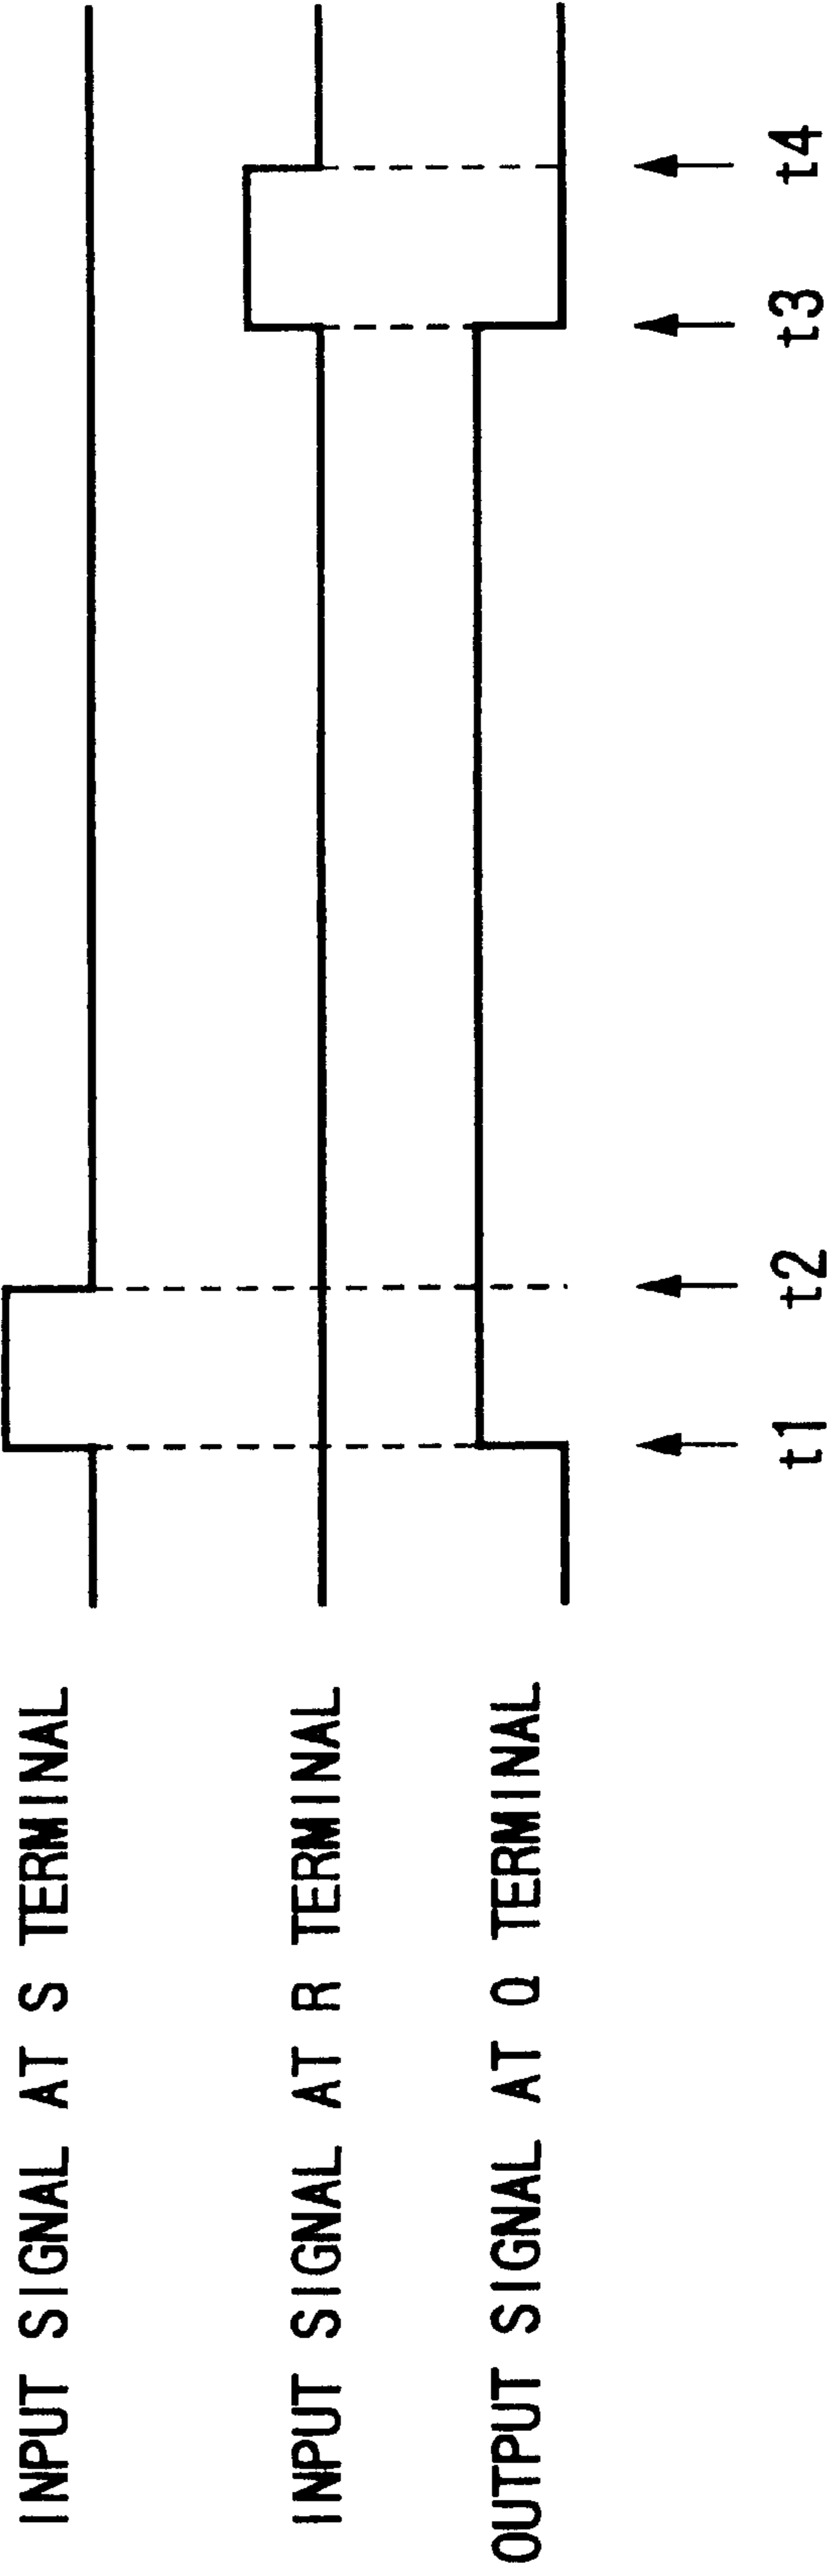 INPUT SIGNAL AT S TERMINAL
INPUT SIGNAL AT R TERMINAL
OUTPUT SIGNAL AT Q TERMINAL
t1 t2 t3 t4